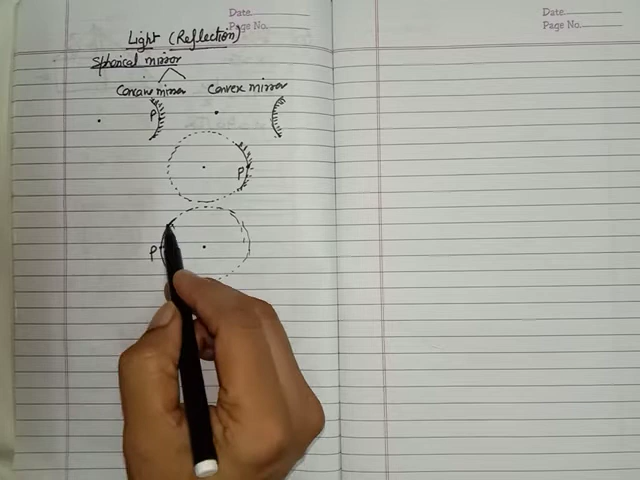 Date
Page No.
Date
Page No.
Light (Reflection)
Spherical mirror
Concave mirror Convex mirror
P
P
P